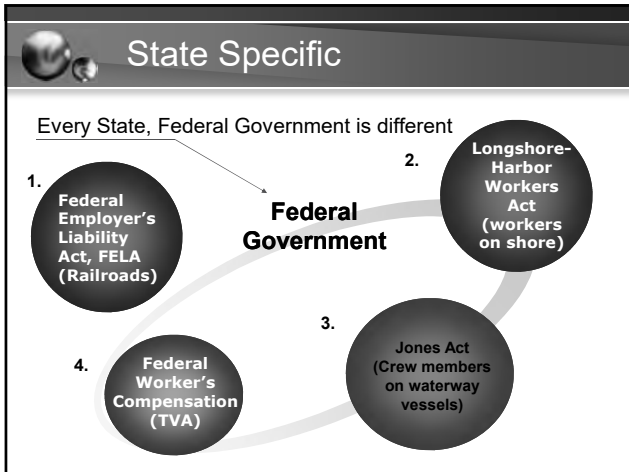 State Specific
Every State, Federal Government is different
Federal
Government
1.
Federal
Employer’s
Liability
Act, FELA
(Railroads)
2.
Longshore-
Harbor
Workers
Act
(workers
on shore)
3.
Jones Act
(Crew members
on waterway
vessels)
4.
Federal
Worker’s
Compensation
(TVA)